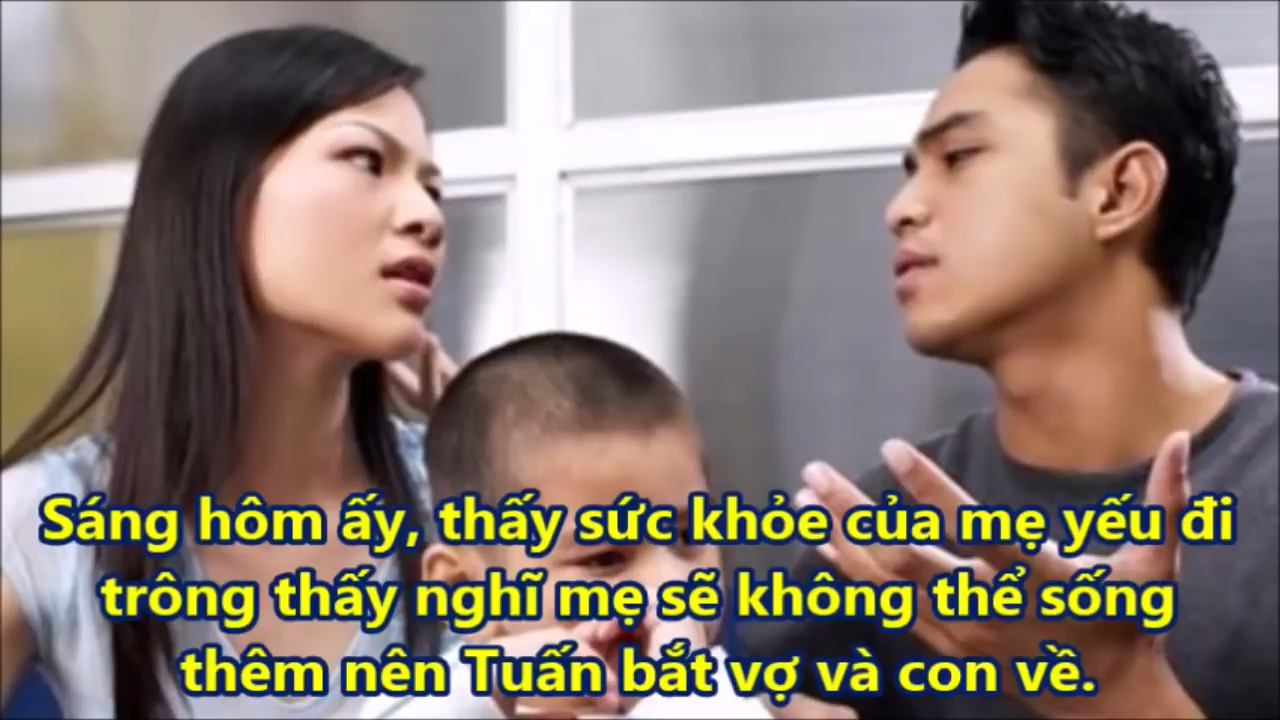 Sáng hôm ấy, thấy sức khỏe của mẹ yếu đi
trông thấy nghĩ mẹ sẽ không thể sống
thêm nên Tuấn bắt vợ và con về.